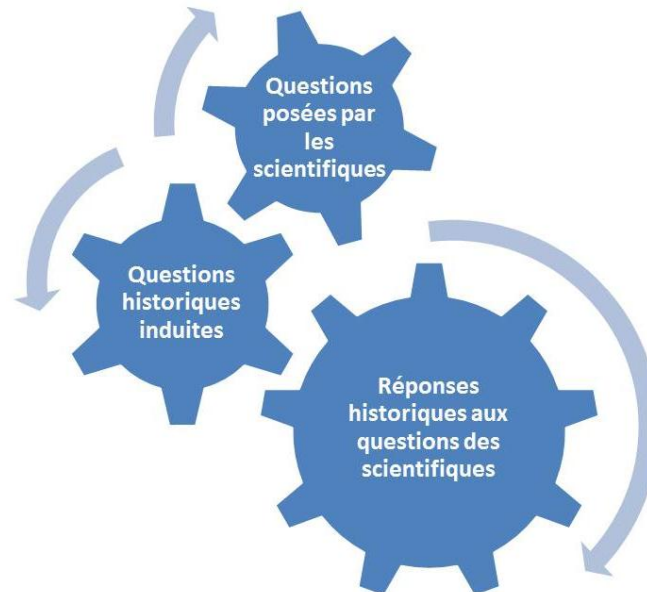 Questions
posées par
les
scientifiques
Questions
historiques
induites
Réponses
historiques aux
questions des
scientifiques